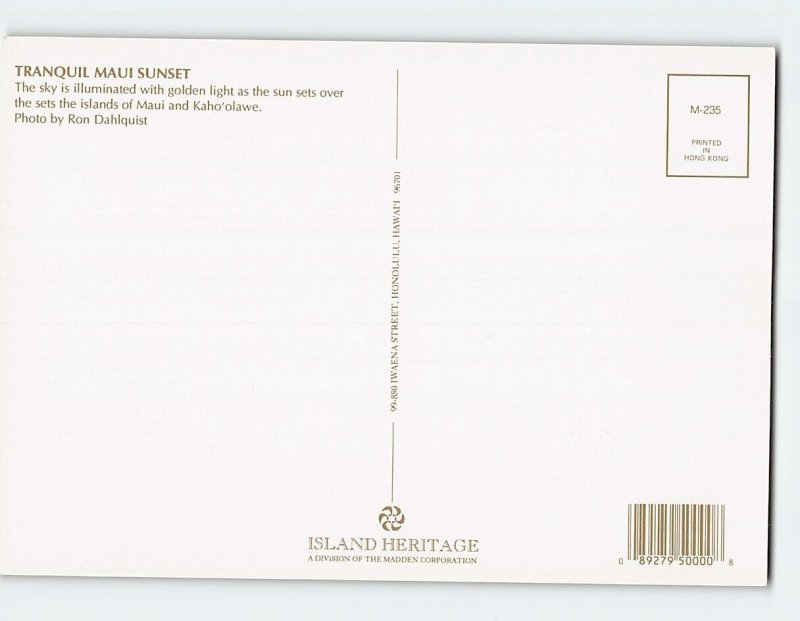 TRANQUIL MAUI SUNSET
The sky is illuminated with golden light as the sun sets over
the sets the islands of Maui and Kaho'olawe.
Photo by Ron Dahlquist
M-235
PRINTED
IN
HONG KONG
99-880 IWAENA STREET, HONOLULU, HAWAI'I 96701
ISLAND HERITAGE
A DIVISION OF THE MADDEN CORPORATION
0 89279 50000 8